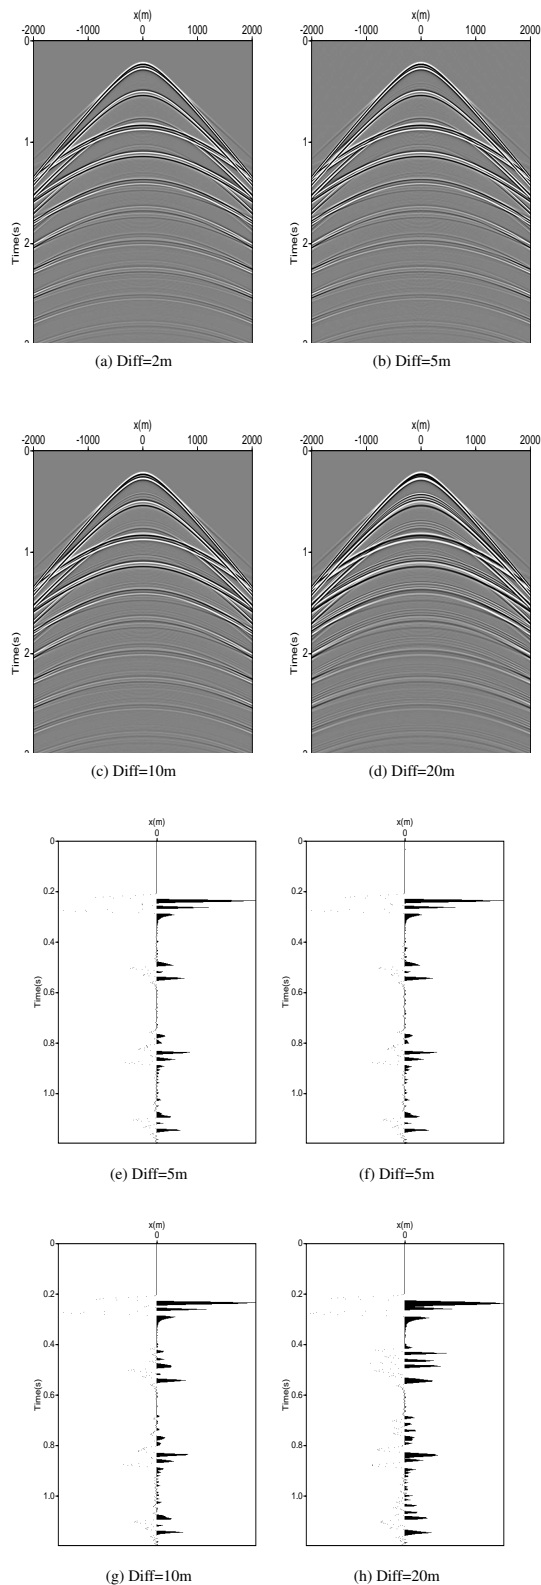 x(m) x(m)
-2000 -1000 0 1000 2000 -2000 -1000 0 1000 2000
0 0
1 1
Time(s) Time(s)
2 2
(a) Diff=2m (b) Diff=5m
x(m) x(m)
-2000 -1000 0 1000 2000 -2000 -1000 0 1000 2000
0 0
1 1
Time(s) Time(s)
2 2
(c) Diff=10m (d) Diff=20m
x(m) x(m)
0 0
0 0
0.2 0.2
0.4 0.4
Time(s) Time(s)
0.6 0.6
0.8 0.8
1.0 1.0
(e) Diff=5m (f) Diff=5m
x(m) x(m)
0 0
0 0
0.2 0.2
0.4 0.4
Time(s) Time(s)
0.6 0.6
0.8 0.8
1.0 1.0
(g) Diff=10m (h) Diff=20m